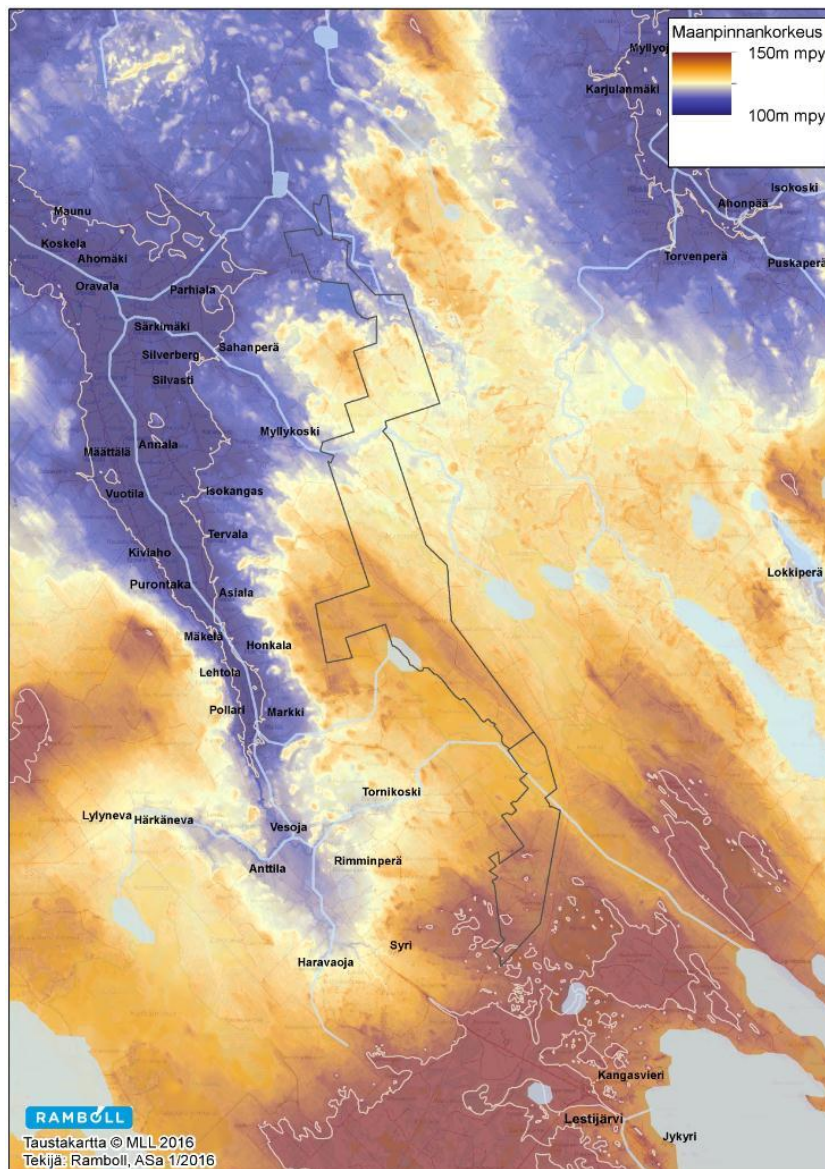 Maanpinnankorkeus
150m mpy
100m mpy
Myllyoj
Karjulanmäki
Isokoski
Ahonpää
Torvenperä
Puskaperä
Maunu
Koskela
Ahomäki
Oravala
Parhiala
Särkimäki
Sahanperä
Silverberg
Silvasti
Myllykoski
Annala
Määttälä
Vuotila
Isokangas
Tervala
Kiviaho
Purontaka
Asiala
Lokkiperä
Mäkelä
Honkala
Lehtola
Pollari
Markki
Tornikoski
Lylyneva
Härkäneva
Vesoja
Anttila
Rimminperä
Syri
Haravaoja
Kangasvieri
Lestijärvi
Jykyri
RAMBOLL
Taustakartta © MLL 2016
Tekijä: Ramboll, ASa 1/2016